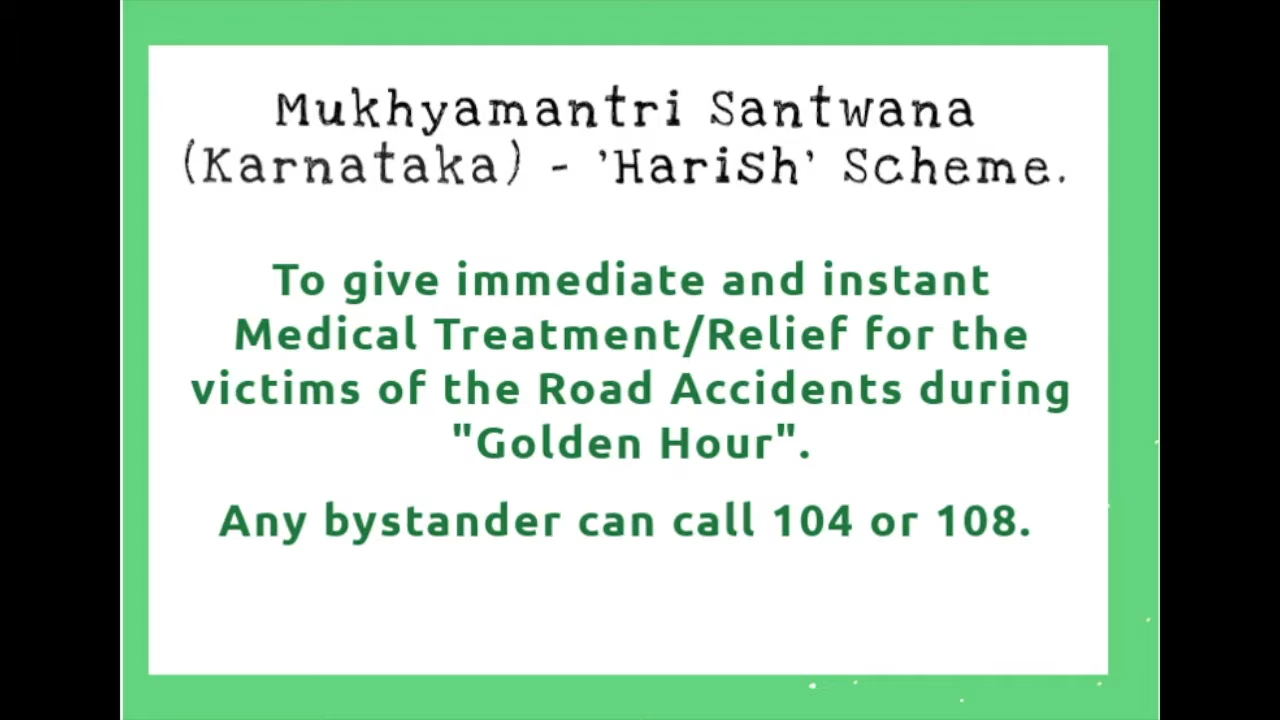 Mukhyamantri Santwana
(Karnataka) - 'Harish' Scheme.
To give immediate and instant
Medical Treatment/Relief for the
victims of the Road Accidents during
"Golden Hour".
Any bystander can call 104 or 108.